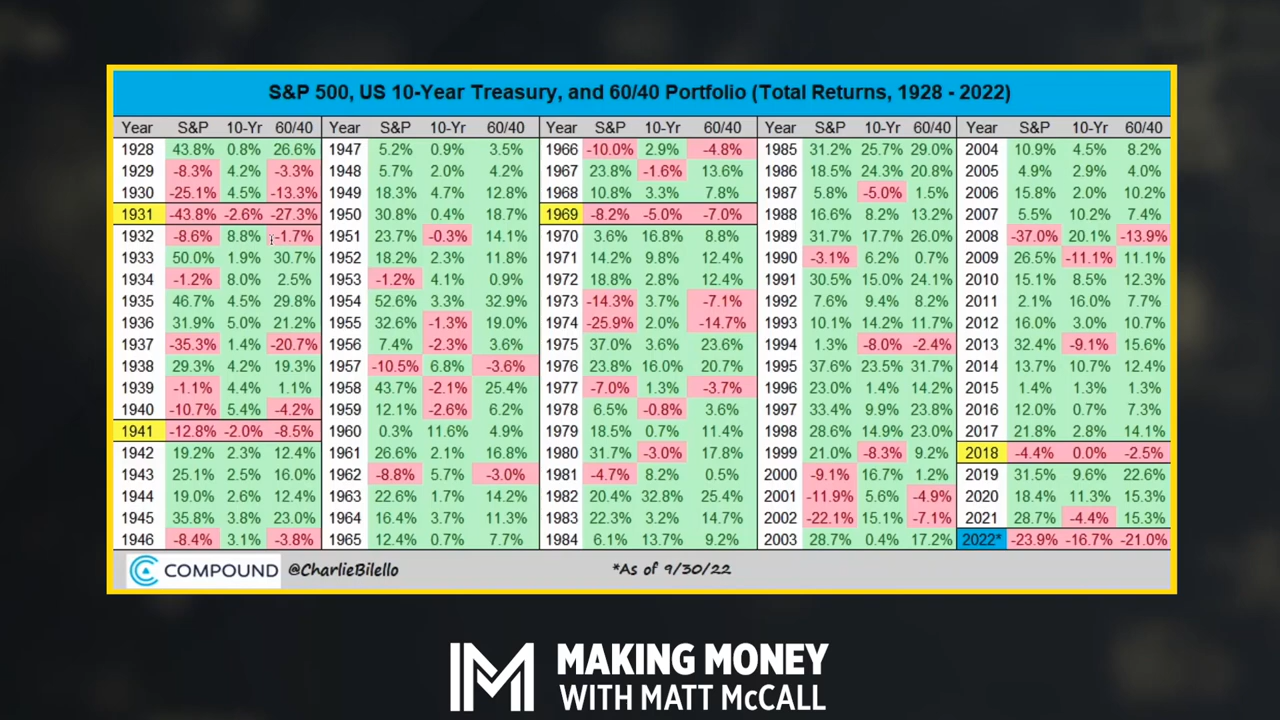 S&P 500, US 10-Year Treasury, and 60/40 Portfolio (Total Returns, 1928 - 2022)
Year S&P 10-Yr 60/40 Year S&P 10-Yr 60/40 Year S&P 10-Yr 60/40 Year S&P 10-Yr 60/40 Year S&P 10-Yr 60/40
1928 43.8% 0.8% 26.6% 1947 5.2% 0.9% 3.5% 1966 -10.0% 2.9% -4.8% 1985 31.2% 25.7% 29.0% 2004 10.9% 4.5% 8.2%
1929 -8.3% 4.2% -3.3% 1948 5.7% 2.0% 4.2% 1967 23.8% -1.6% 13.6% 1986 18.5% 24.3% 20.8% 2005 4.9% 2.9% 4.0%
1930 -25.1% 4.5% -13.3% 1949 18.3% 4.7% 12.8% 1968 10.8% 3.3% 7.8% 1987 5.8% -5.0% 1.5% 2006 15.8% 2.0% 10.2%
1931 -43.8% -2.6% -27.3% 1950 30.8% 0.4% 18.7% 1969 -8.2% -5.0% -7.0% 1988 16.6% 8.2% 13.2% 2007 5.5% 10.2% 7.4%
1932 -8.6% 8.8% -1.7% 1951 23.7% -0.3% 14.1% 1970 3.6% 16.8% 8.8% 1989 31.7% 17.7% 26.0% 2008 -37.0% 20.1% -13.9%
1933 50.0% 1.9% 30.7% 1952 18.2% 2.3% 11.8% 1971 14.2% 9.8% 12.4% 1990 -3.1% 6.2% 0.7% 2009 26.5% -11.1% 11.1%
1934 -1.2% 8.0% 2.5% 1953 -1.2% 4.1% 0.9% 1972 18.8% 2.8% 12.4% 1991 30.5% 15.0% 24.1% 2010 15.1% 8.5% 12.3%
1935 46.7% 4.5% 29.8% 1954 52.6% 3.3% 32.9% 1973 -14.3% 3.7% -7.1% 1992 7.6% 9.4% 8.2% 2011 2.1% 16.0% 7.7%
1936 31.9% 5.0% 21.2% 1955 32.6% -1.3% 19.0% 1974 -25.9% 2.0% -14.7% 1993 10.1% 14.2% 11.7% 2012 16.0% 3.0% 10.7%
1937 -35.3% 1.4% -20.7% 1956 7.4% -2.3% 3.6% 1975 37.0% 3.6% 23.6% 1994 1.3% -8.0% -2.4% 2013 32.4% -9.1% 15.6%
1938 29.3% 4.2% 19.3% 1957 -10.5% 6.8% -3.6% 1976 23.8% 16.0% 20.7% 1995 37.6% 23.5% 31.7% 2014 13.7% 10.7% 12.4%
1939 -1.1% 4.4% 1.1% 1958 43.7% -2.1% 25.4% 1977 -7.0% 1.3% -3.7% 1996 23.0% 1.4% 14.2% 2015 1.4% 1.3% 1.3%
1940 -10.7% 5.4% -4.2% 1959 12.1% -2.6% 6.2% 1978 6.5% -0.8% 3.6% 1997 33.4% 9.9% 23.8% 2016 12.0% 0.7% 7.3%
1941 -12.8% -2.0% -8.5% 1960 0.3% 11.6% 4.9% 1979 18.5% 0.7% 11.4% 1998 28.6% 14.9% 23.0% 2017 21.8% 2.8% 14.1%
1942 19.2% 2.3% 12.4% 1961 26.6% 2.1% 16.8% 1980 31.7% -3.0% 17.8% 1999 21.0% -8.3% 9.2% 2018 -4.4% 0.0% -2.5%
1943 25.1% 2.5% 16.0% 1962 -8.8% 5.7% -3.0% 1981 -4.7% 8.2% 0.5% 2000 -9.1% 16.7% 1.2% 2019 31.5% 9.6% 22.6%
1944 19.0% 2.6% 12.4% 1963 22.6% 1.7% 14.2% 1982 20.4% 32.8% 25.4% 2001 -11.9% 5.6% -4.9% 2020 18.4% 11.3% 15.3%
1945 35.8% 3.8% 23.0% 1964 16.4% 3.7% 11.3% 1983 22.3% 3.2% 14.7% 2002 -22.1% 15.1% -7.1% 2021 28.7% -4.4% 15.3%
1946 -8.4% 3.1% -3.8% 1965 12.4% 0.7% 7.7% 1984 6.1% 13.7% 9.2% 2003 28.7% 0.4% 17.2% 2022* -23.9% -16.7% -21.0%
COMPOUND @CharlieBilello *As of 9/30/22
MAKING MONEY
WITH MATT McCALL